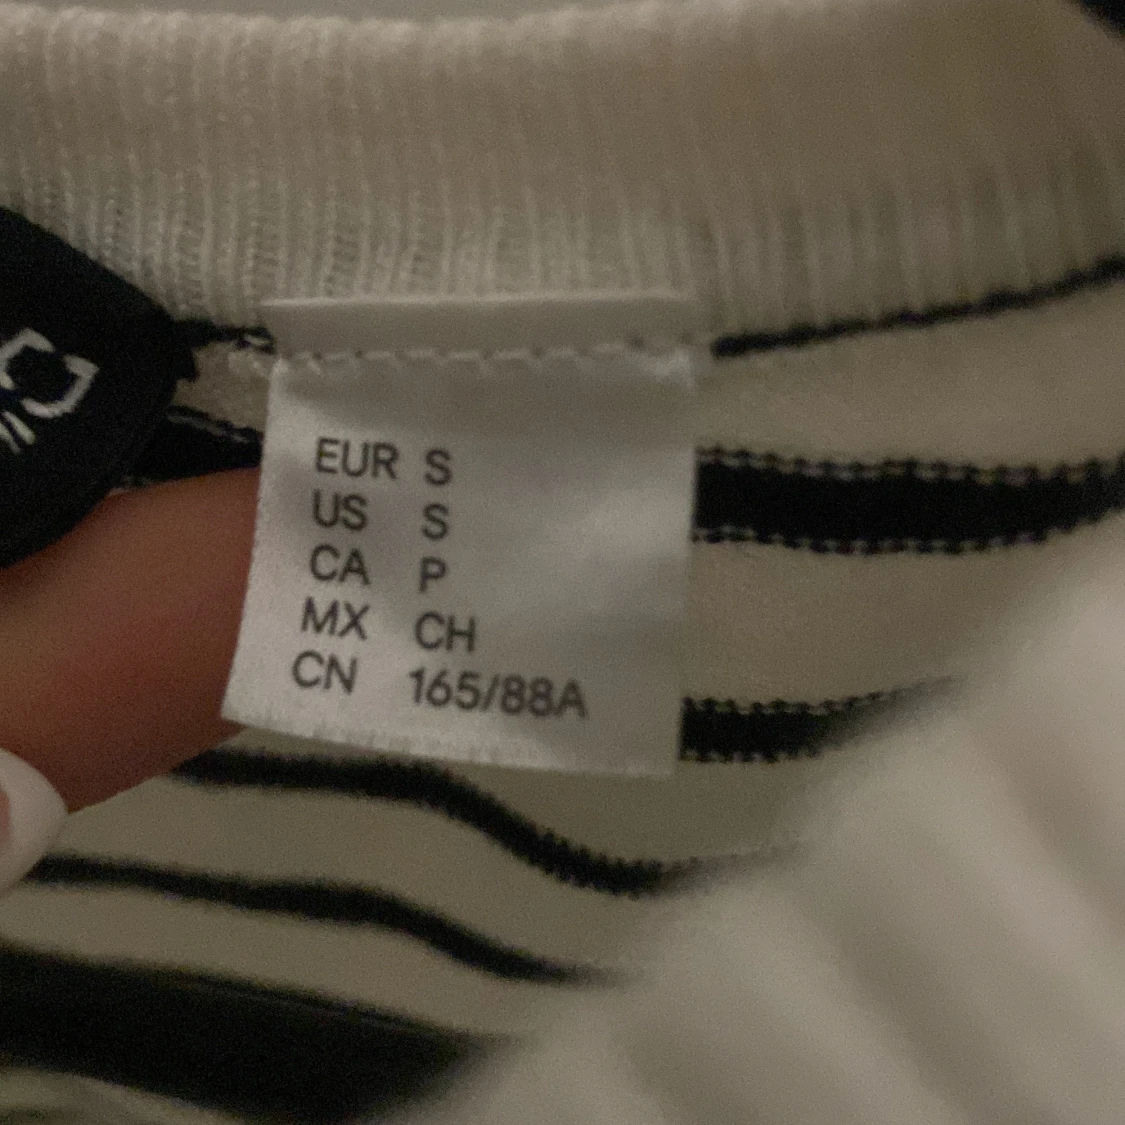 EUR S
US S
CA P
MX CH
CN 165/88A